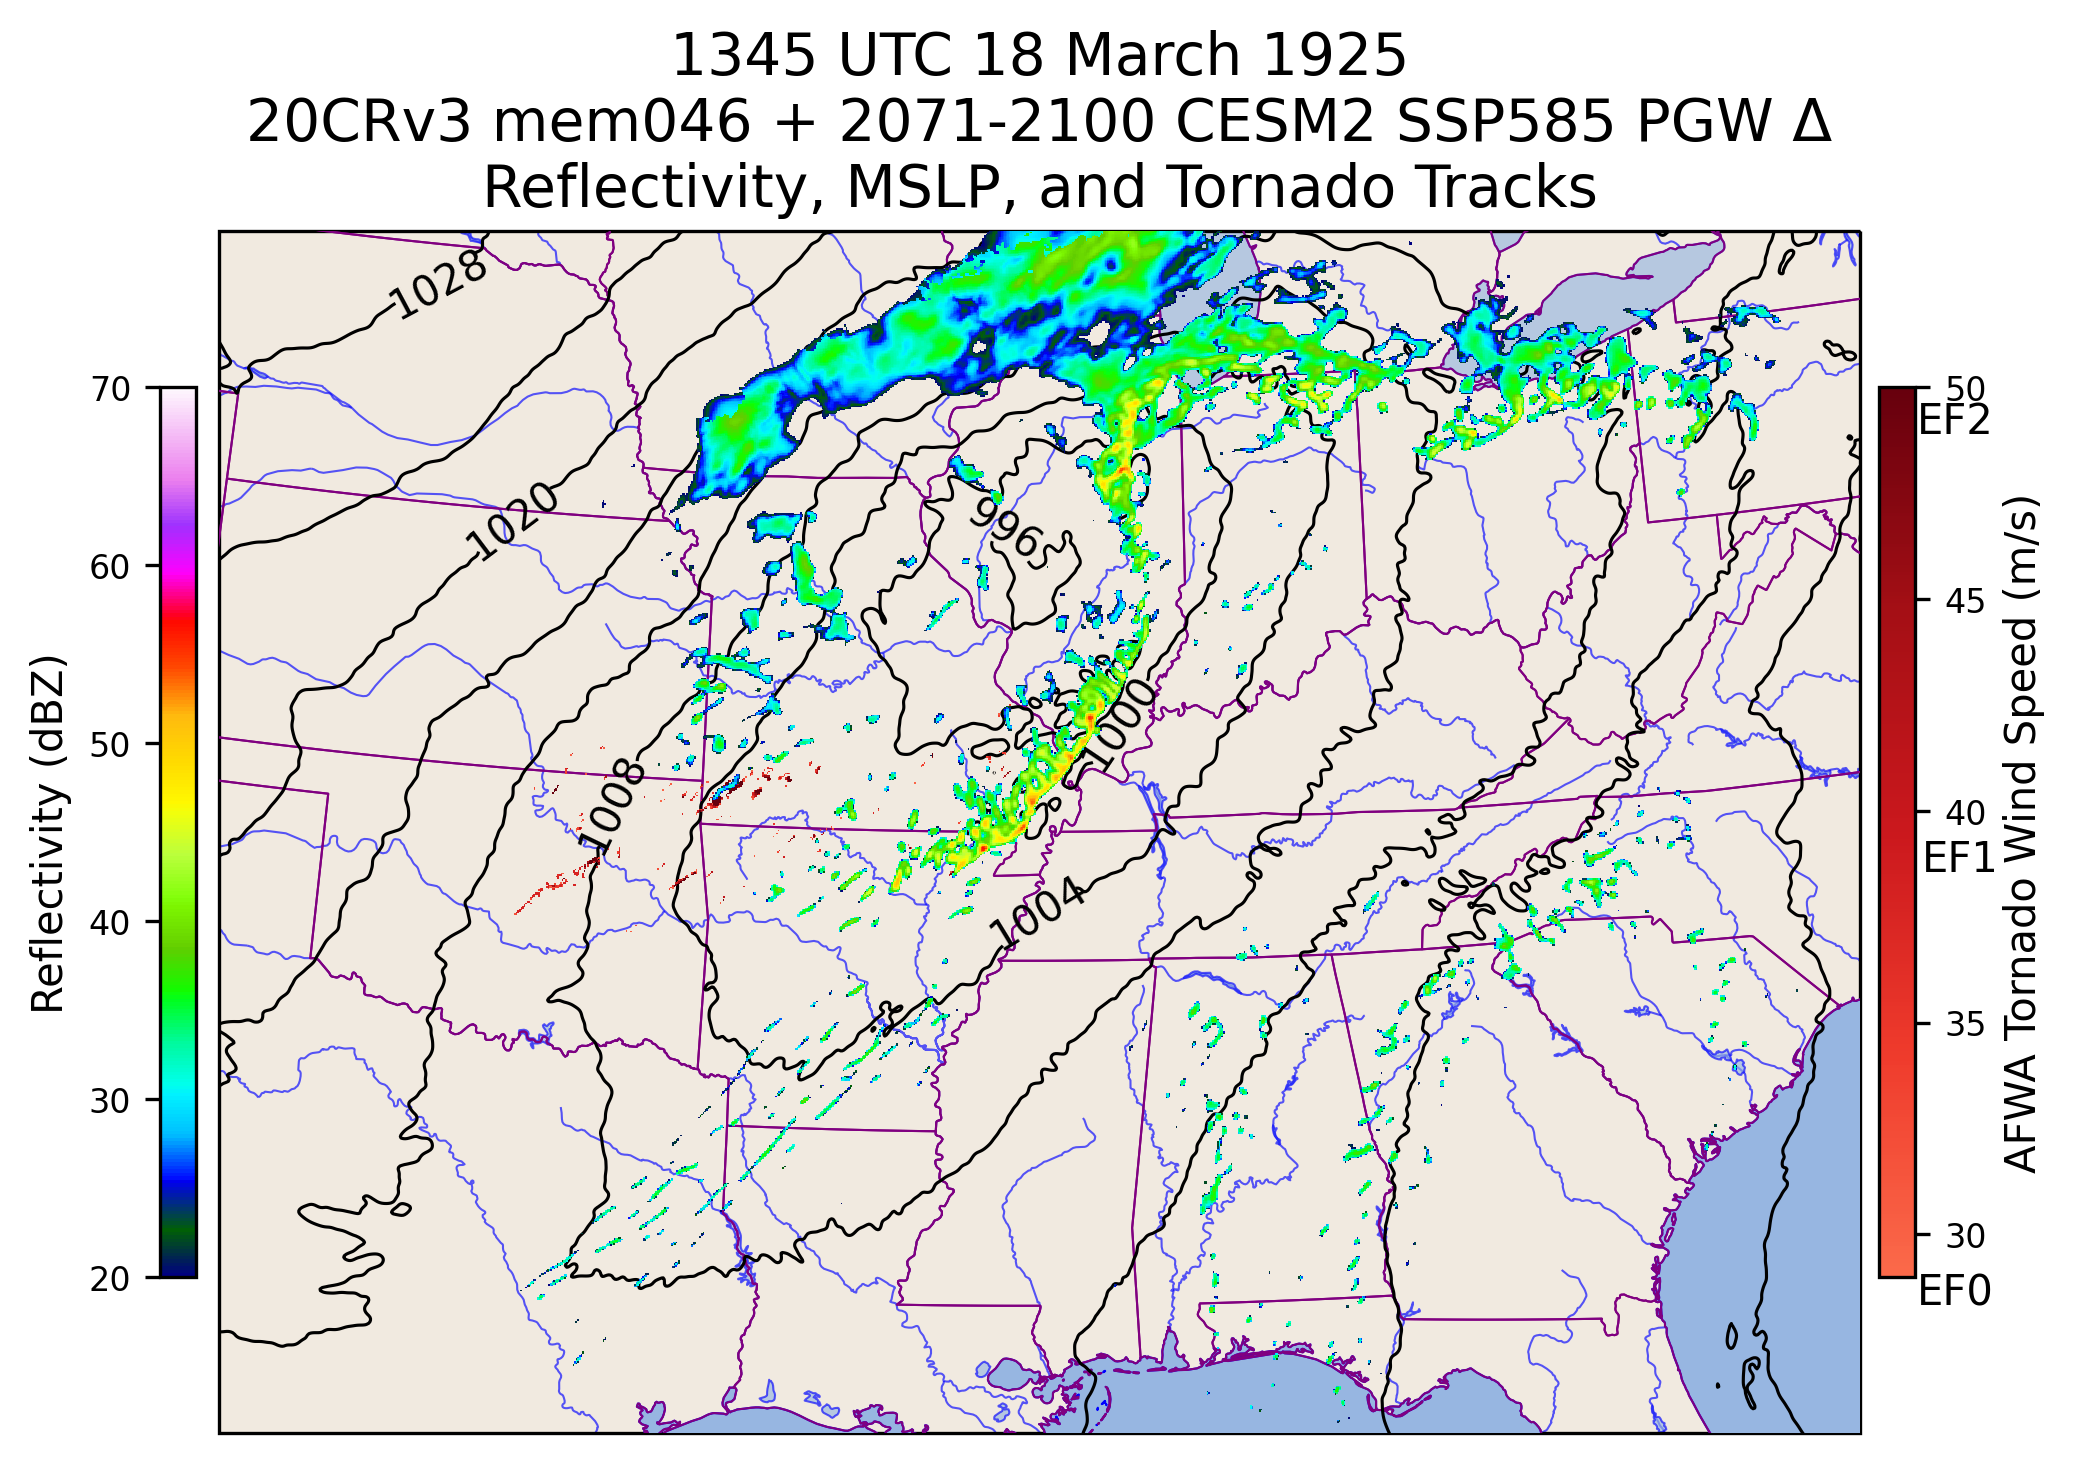 1345 UTC 18 March 1925
20CRv3 mem046 + 2071-2100 CESM2 SSP585 PGW Δ
Reflectivity, MSLP, and Tornado Tracks
1028
1020
1008
996
1000
1004
70
60
50
40
30
20
Reflectivity (dBZ)
50
EF2
45
40
EF1
35
30
EF0
AFWA Tornado Wind Speed (m/s)